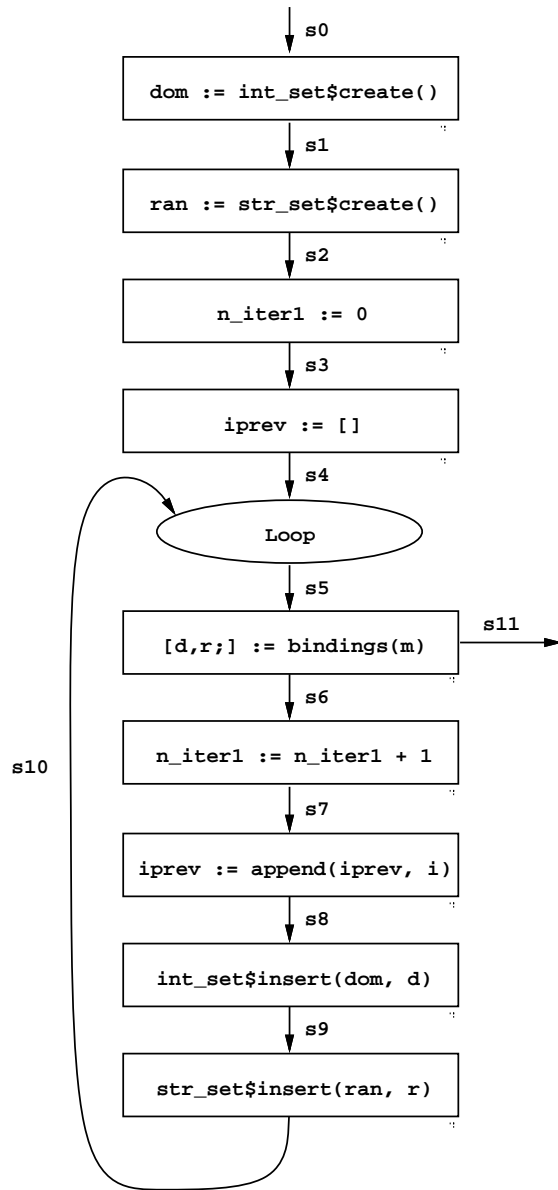 s0
dom := int_set$create()
s1
ran := str_set$create()
s2
n_iter1 := 0
s3
iprev := []
s4
Loop
s5
[d,r;] := bindings(m)
s11
s6
n_iter1 := n_iter1 + 1
s10
s7
iprev := append(iprev, i)
s8
int_set$insert(dom, d)
s9
str_set$insert(ran, r)